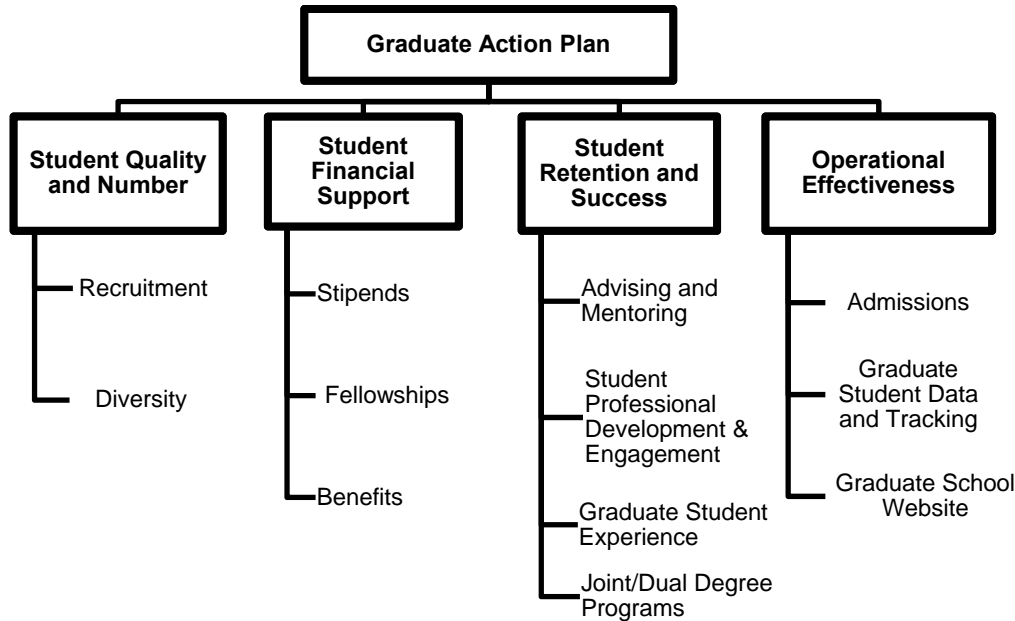 Graduate Action Plan
Student Quality
and Number
Student
Financial
Support
Student
Retention and
Success
Operational
Effectiveness
Recruitment
Diversity
Stipends
Fellowships
Benefits
Advising and
Mentoring
Student
Professional
Development &
Engagement
Graduate Student
Experience
Joint/Dual Degree
Programs
Admissions
Graduate
Student Data
and Tracking
Graduate School
Website